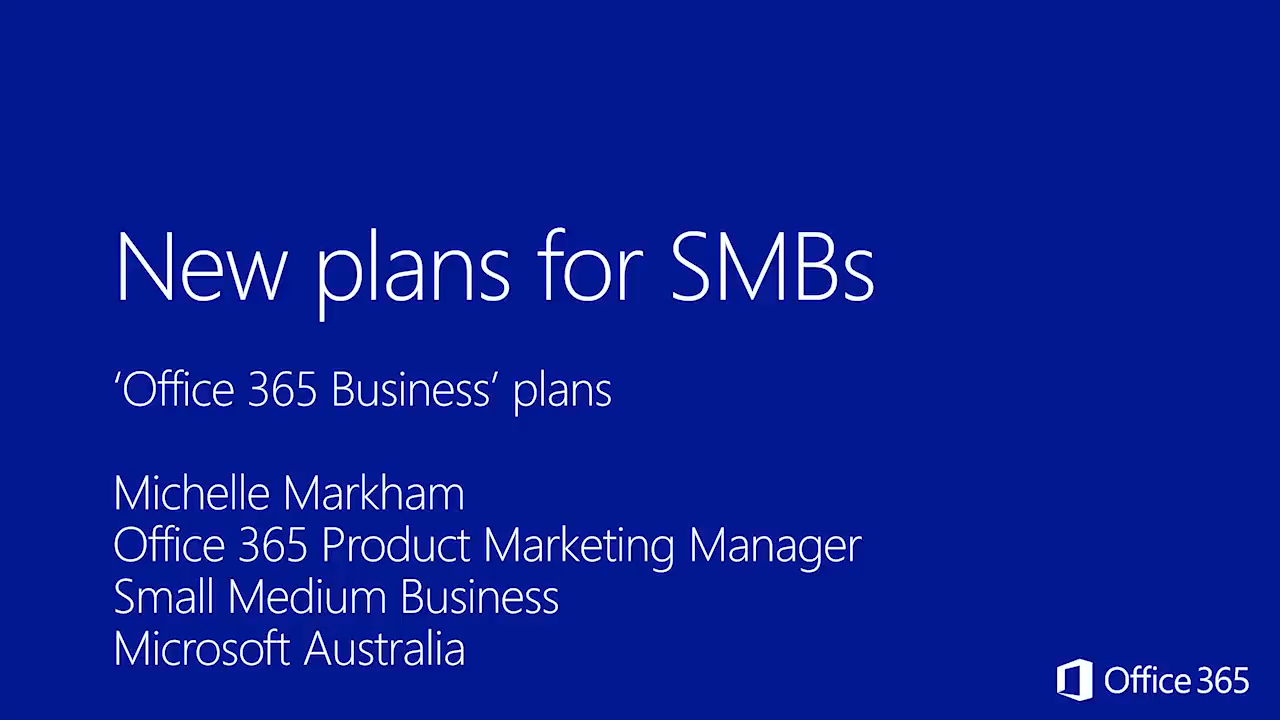 New plans for SMBs
‘Office 365 Business’ plans
Michelle Markham
Office 365 Product Marketing Manager
Small Medium Business
Microsoft Australia
Office 365